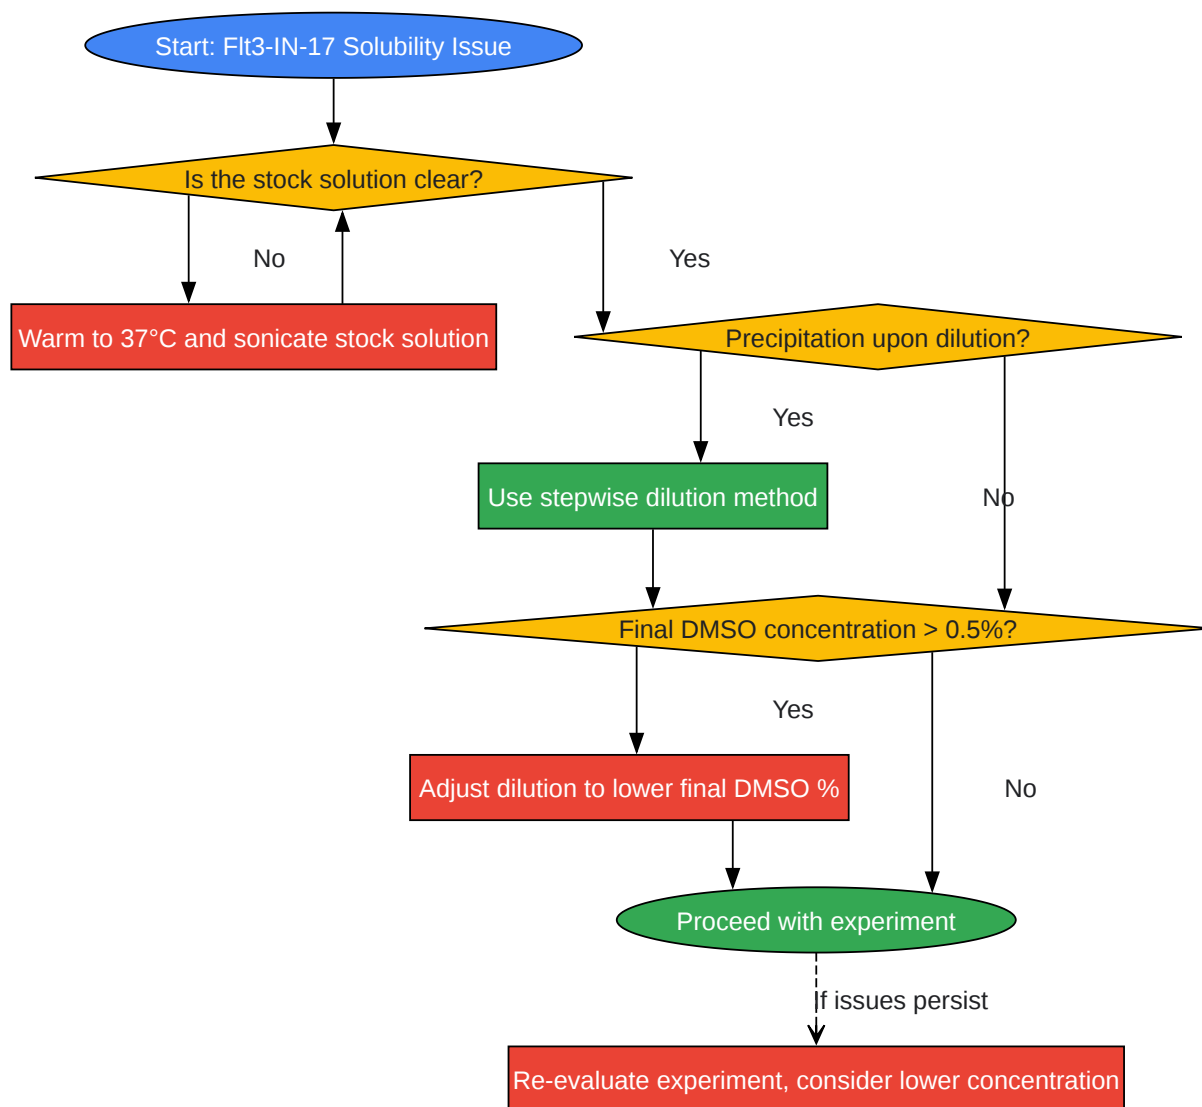 Start: Flt3-IN-17 Solubility Issue
Is the stock solution clear?
No
Yes
Warm to 37°C and sonicate stock solution
Precipitation upon dilution?
Yes
Use stepwise dilution method
No
Final DMSO concentration > 0.5%?
Yes
Adjust dilution to lower final DMSO %
No
Proceed with experiment
If issues persist
Re-evaluate experiment, consider lower concentration